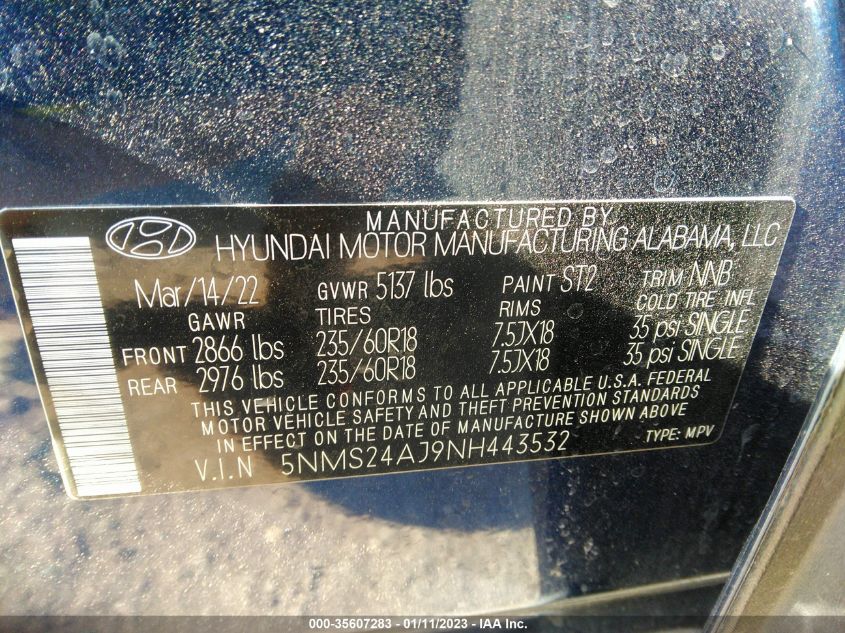 MANUFACTURED BY
HYUNDAI MOTOR MANUFACTURING ALABAMA, LLC
Mar/14/22 GVWR 5137 lbs PAINT ST2 TRIM NNB
GAWR TIRES RIMS COLD TIRE INFL
FRONT 2866 lbs 235/60R18 7.5JX18 35 psi SINGLE
REAR 2976 lbs 235/60R18 7.5JX18 35 psi SINGLE
THIS VEHICLE CONFORMS TO ALL APPLICABLE U.S.A. FEDERAL
MOTOR VEHICLE SAFETY AND THEFT PREVENTION STANDARDS
IN EFFECT ON THE DATE OF MANUFACTURE SHOWN ABOVE
V.I.N 5NMS24AJ9NH443532 TYPE: MPV
000-35607283 - 01/11/2023 - IAA Inc.